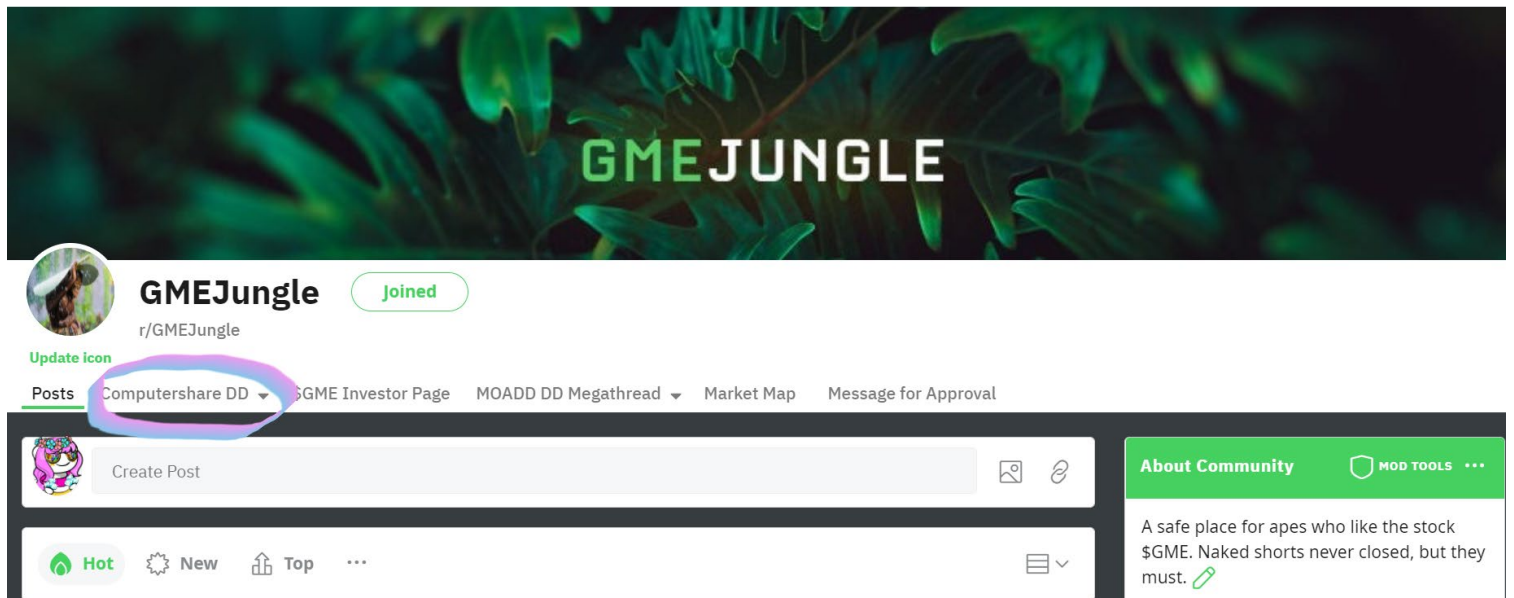 GMEJUNGLE
GMEJungle
Joined
r/GMEJungle
Update icon
Posts Computershare DD $GME Investor Page MOADD DD Megathread Market Map Message for Approval
Create Post
About Community MOD TOOLS
Hot New Top
A safe place for apes who like the stock
$GME. Naked shorts never closed, but they
must.